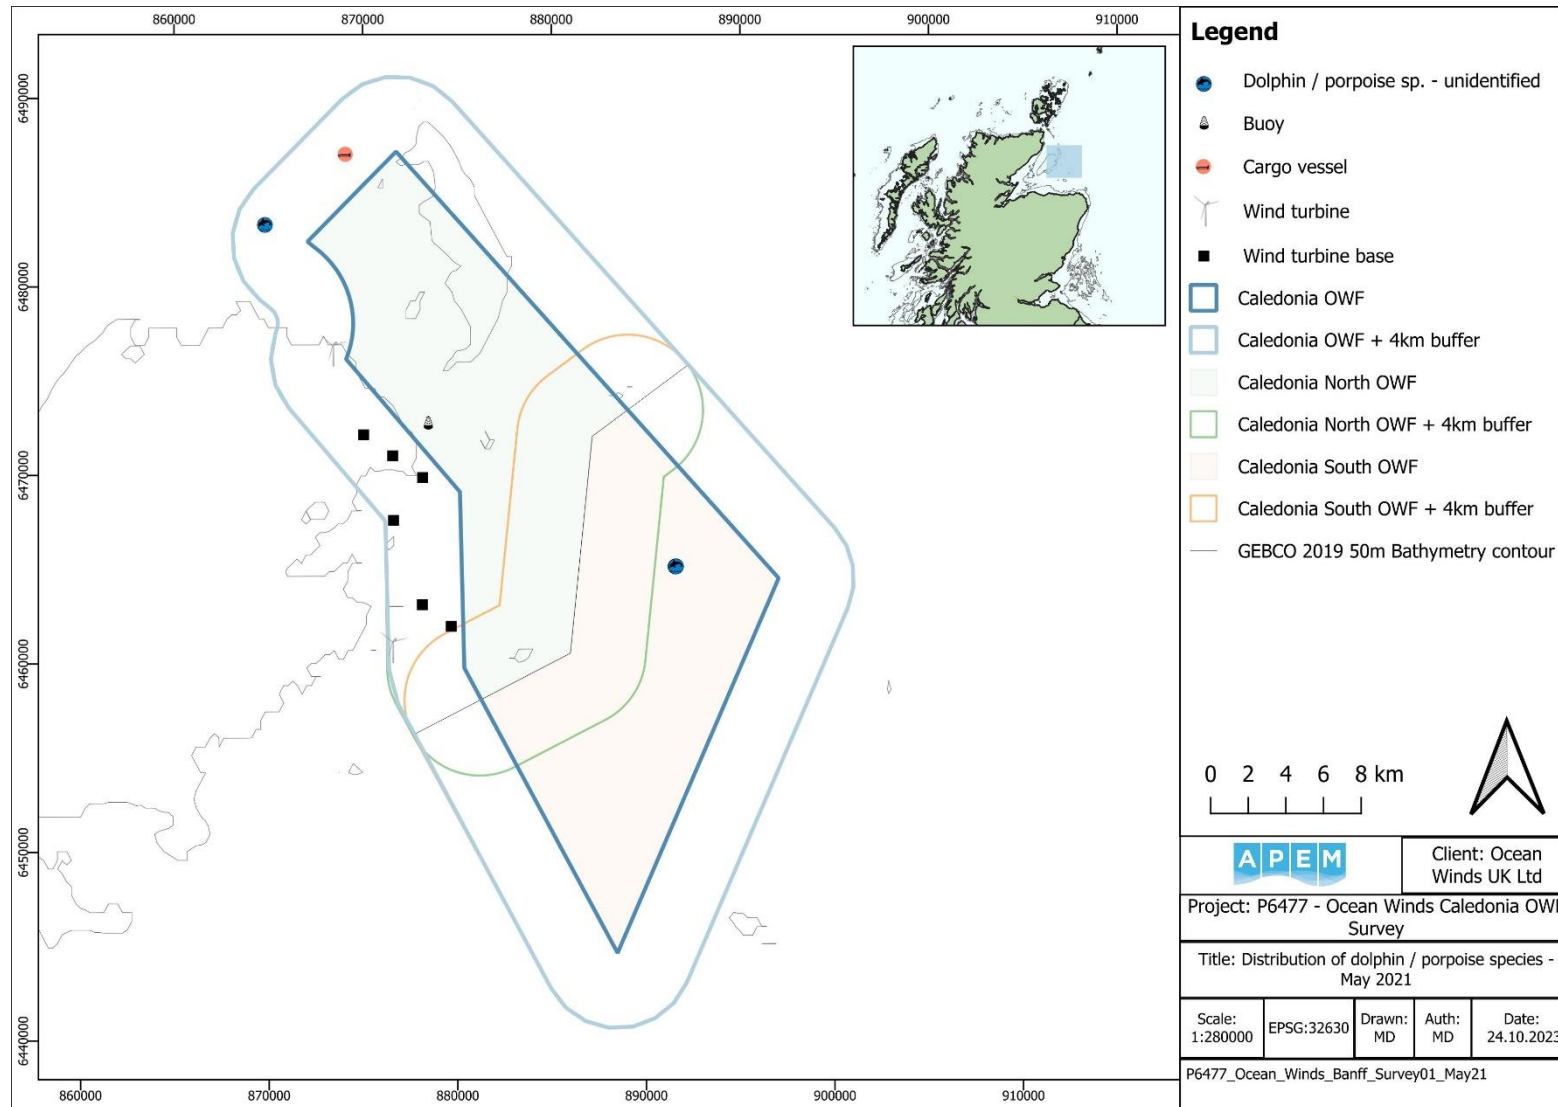 860000 870000 880000 890000 900000 910000
6490000
6480000
6470000
6460000
6450000
6440000
860000 870000 880000 890000 900000 910000
Legend
Dolphin / porpoise sp. - unidentified
Buoy
Cargo vessel
Wind turbine
Wind turbine base
Caledonia OWF
Caledonia OWF + 4km buffer
Caledonia North OWF
Caledonia North OWF + 4km buffer
Caledonia South OWF
Caledonia South OWF + 4km buffer
GEBCO 2019 50m Bathymetry contour
0 2 4 6 8 km
APEM
Client: Ocean
Winds UK Ltd
Project: P6477 - Ocean Winds Caledonia OWF
Survey
Title: Distribution of dolphin / porpoise species -
May 2021
Scale:
1:280000
EPSG:32630
Drawn:
MD
Auth:
MD
Date:
24.10.2023
P6477_Ocean_Winds_Banff_Survey01_May21